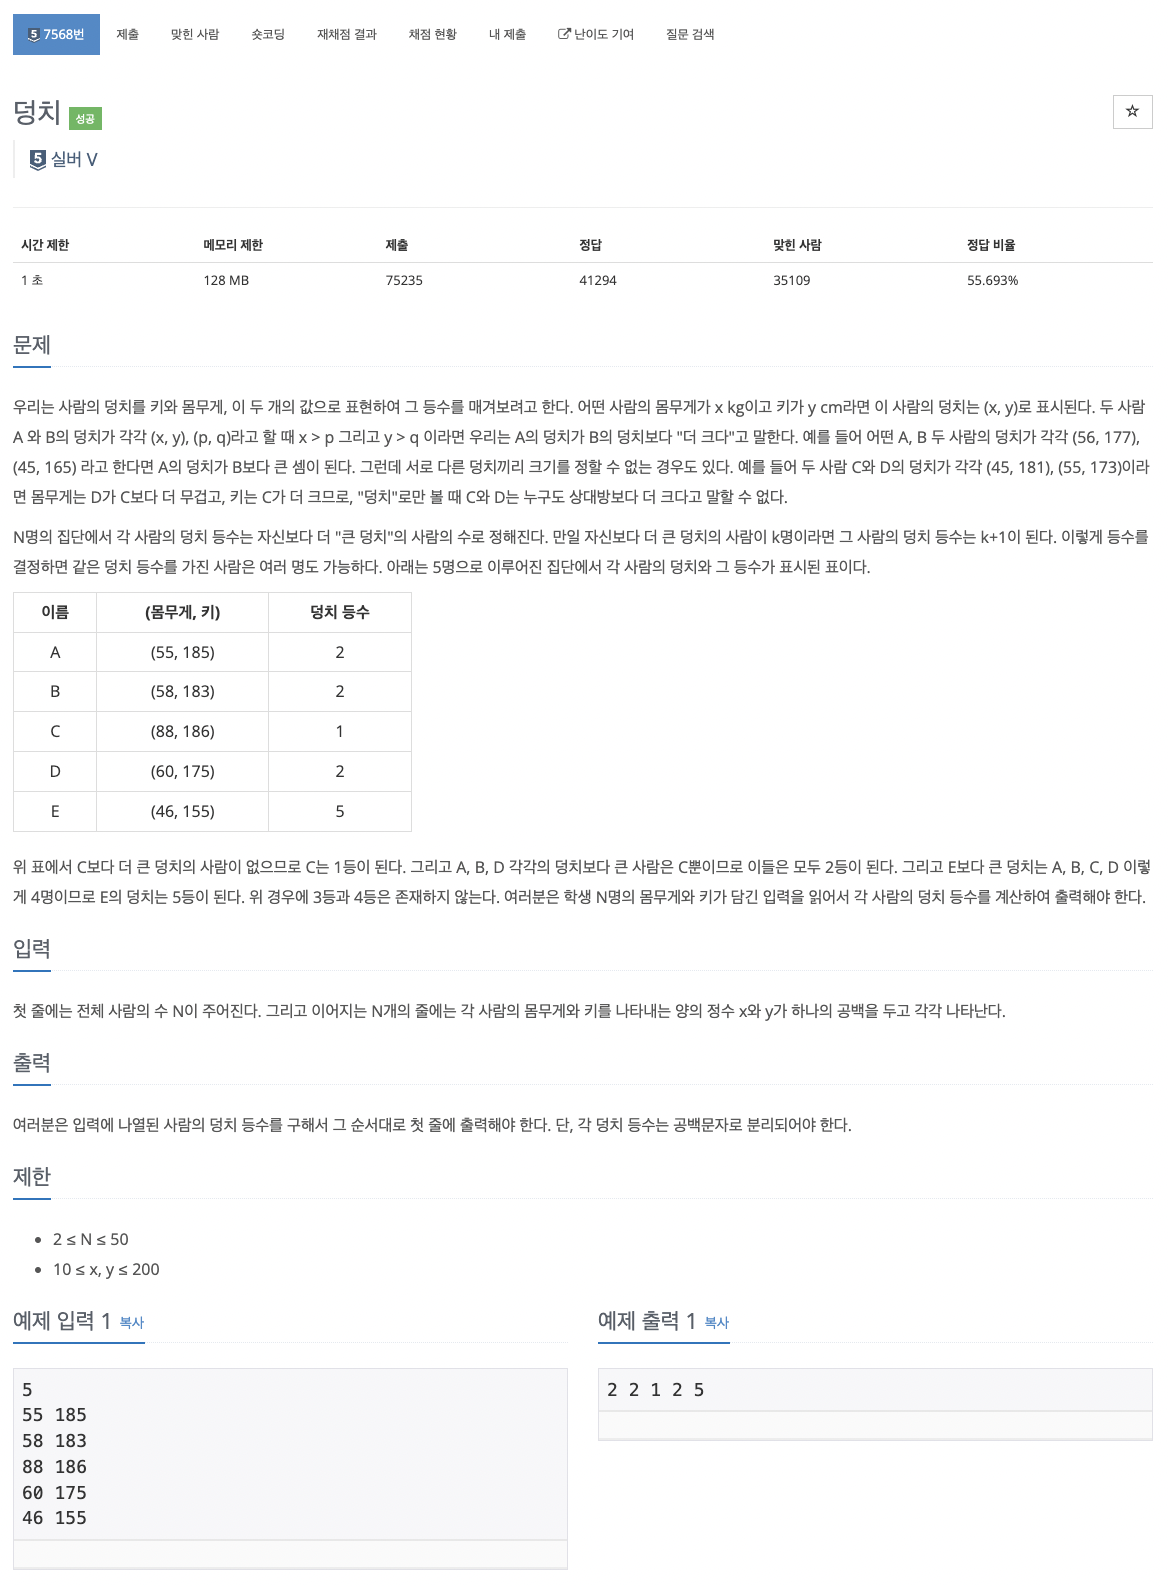 5 7568번 제출 맞힌 사람 숏코딩 재채점 결과 채점 현황 내 제출 난이도 기여 질문 검색
덩치 성공
5 실버 V
시간 제한 메모리 제한 제출 정답 맞힌 사람 정답 비율
1 초 128 MB 75235 41294 35109 55.693%
문제
우리는 사람의 덩치를 키와 몸무게, 이 두 개의 값으로 표현하여 그 등수를 매겨보려고 한다. 어떤 사람의 몸무게가 x kg이고 키가 y cm라면 이 사람의 덩치는 (x, y)로 표시된다. 두 사람
A 와 B의 덩치가 각각 (x, y), (p, q)라고 할 때 x > p 그리고 y > q 이라면 우리는 A의 덩치가 B의 덩치보다 "더 크다"고 말한다. 예를 들어 어떤 A, B 두 사람의 덩치가 각각 (56, 177),
(45, 165) 라고 한다면 A의 덩치가 B보다 큰 셈이 된다. 그런데 서로 다른 덩치끼리 크기를 정할 수 없는 경우도 있다. 예를 들어 두 사람 C와 D의 덩치가 각각 (45, 181), (55, 173)이라
면 몸무게는 D가 C보다 더 무겁고, 키는 C가 더 크므로, "덩치"로만 볼 때 C와 D는 누구도 상대방보다 더 크다고 말할 수 없다.
N명의 집단에서 각 사람의 덩치 등수는 자신보다 더 "큰 덩치"의 사람의 수로 정해진다. 만일 자신보다 더 큰 덩치의 사람이 k명이라면 그 사람의 덩치 등수는 k+1이 된다. 이렇게 등수를
결정하면 같은 덩치 등수를 가진 사람은 여러 명도 가능하다. 아래는 5명으로 이루어진 집단에서 각 사람의 덩치와 그 등수가 표시된 표이다.
이름 (몸무게, 키) 덩치 등수
A (55, 185) 2
B (58, 183) 2
C (88, 186) 1
D (60, 175) 2
E (46, 155) 5
위 표에서 C보다 더 큰 덩치의 사람이 없으므로 C는 1등이 된다. 그리고 A, B, D 각각의 덩치보다 큰 사람은 C뿐이므로 이들은 모두 2등이 된다. 그리고 E보다 큰 덩치는 A, B, C, D 이렇
게 4명이므로 E의 덩치는 5등이 된다. 위 경우에 3등과 4등은 존재하지 않는다. 여러분은 학생 N명의 몸무게와 키가 담긴 입력을 읽어서 각 사람의 덩치 등수를 계산하여 출력해야 한다.
입력
첫 줄에는 전체 사람의 수 N이 주어진다. 그리고 이어지는 N개의 줄에는 각 사람의 몸무게와 키를 나타내는 양의 정수 x와 y가 하나의 공백을 두고 각각 나타난다.
출력
여러분은 입력에 나열된 사람의 덩치 등수를 구해서 그 순서대로 첫 줄에 출력해야 한다. 단, 각 덩치 등수는 공백문자로 분리되어야 한다.
제한
• 2 ≤ N ≤ 50
• 10 ≤ x, y ≤ 200
예제 입력 1 복사
5
55 185
58 183
88 186
60 175
46 155
예제 출력 1 복사
2 2 1 2 5